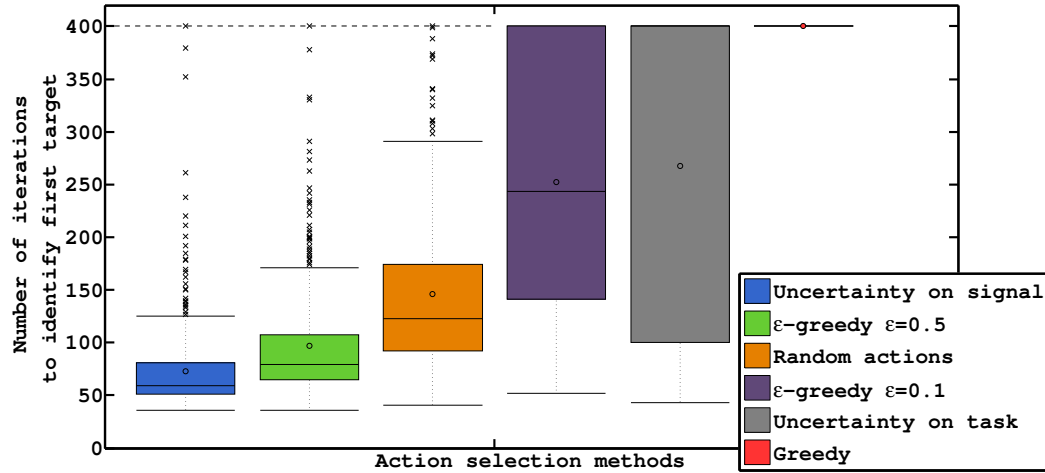 Number of iterations
to identify first target
400
350
300
250
200
150
100
50
0
Action selection methods
Uncertainty on signal
ε-greedy ε=0.5
Random actions
ε-greedy ε=0.1
Uncertainty on task
Greedy